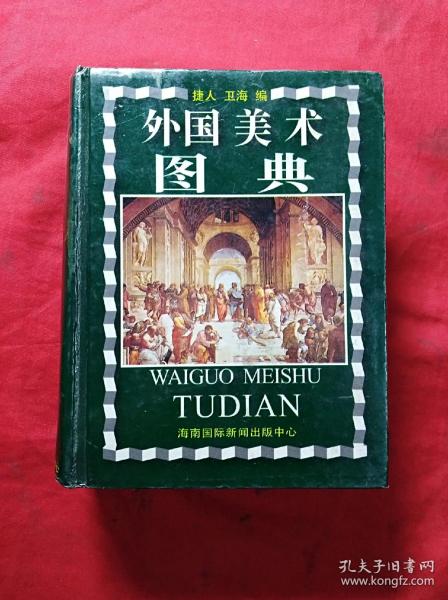 捷人 卫海 编
外国美术
图典
WAIGUO MEISHU
TUDIAN
海南国际新闻出版中心
孔夫子旧书网
www.kongfz.com